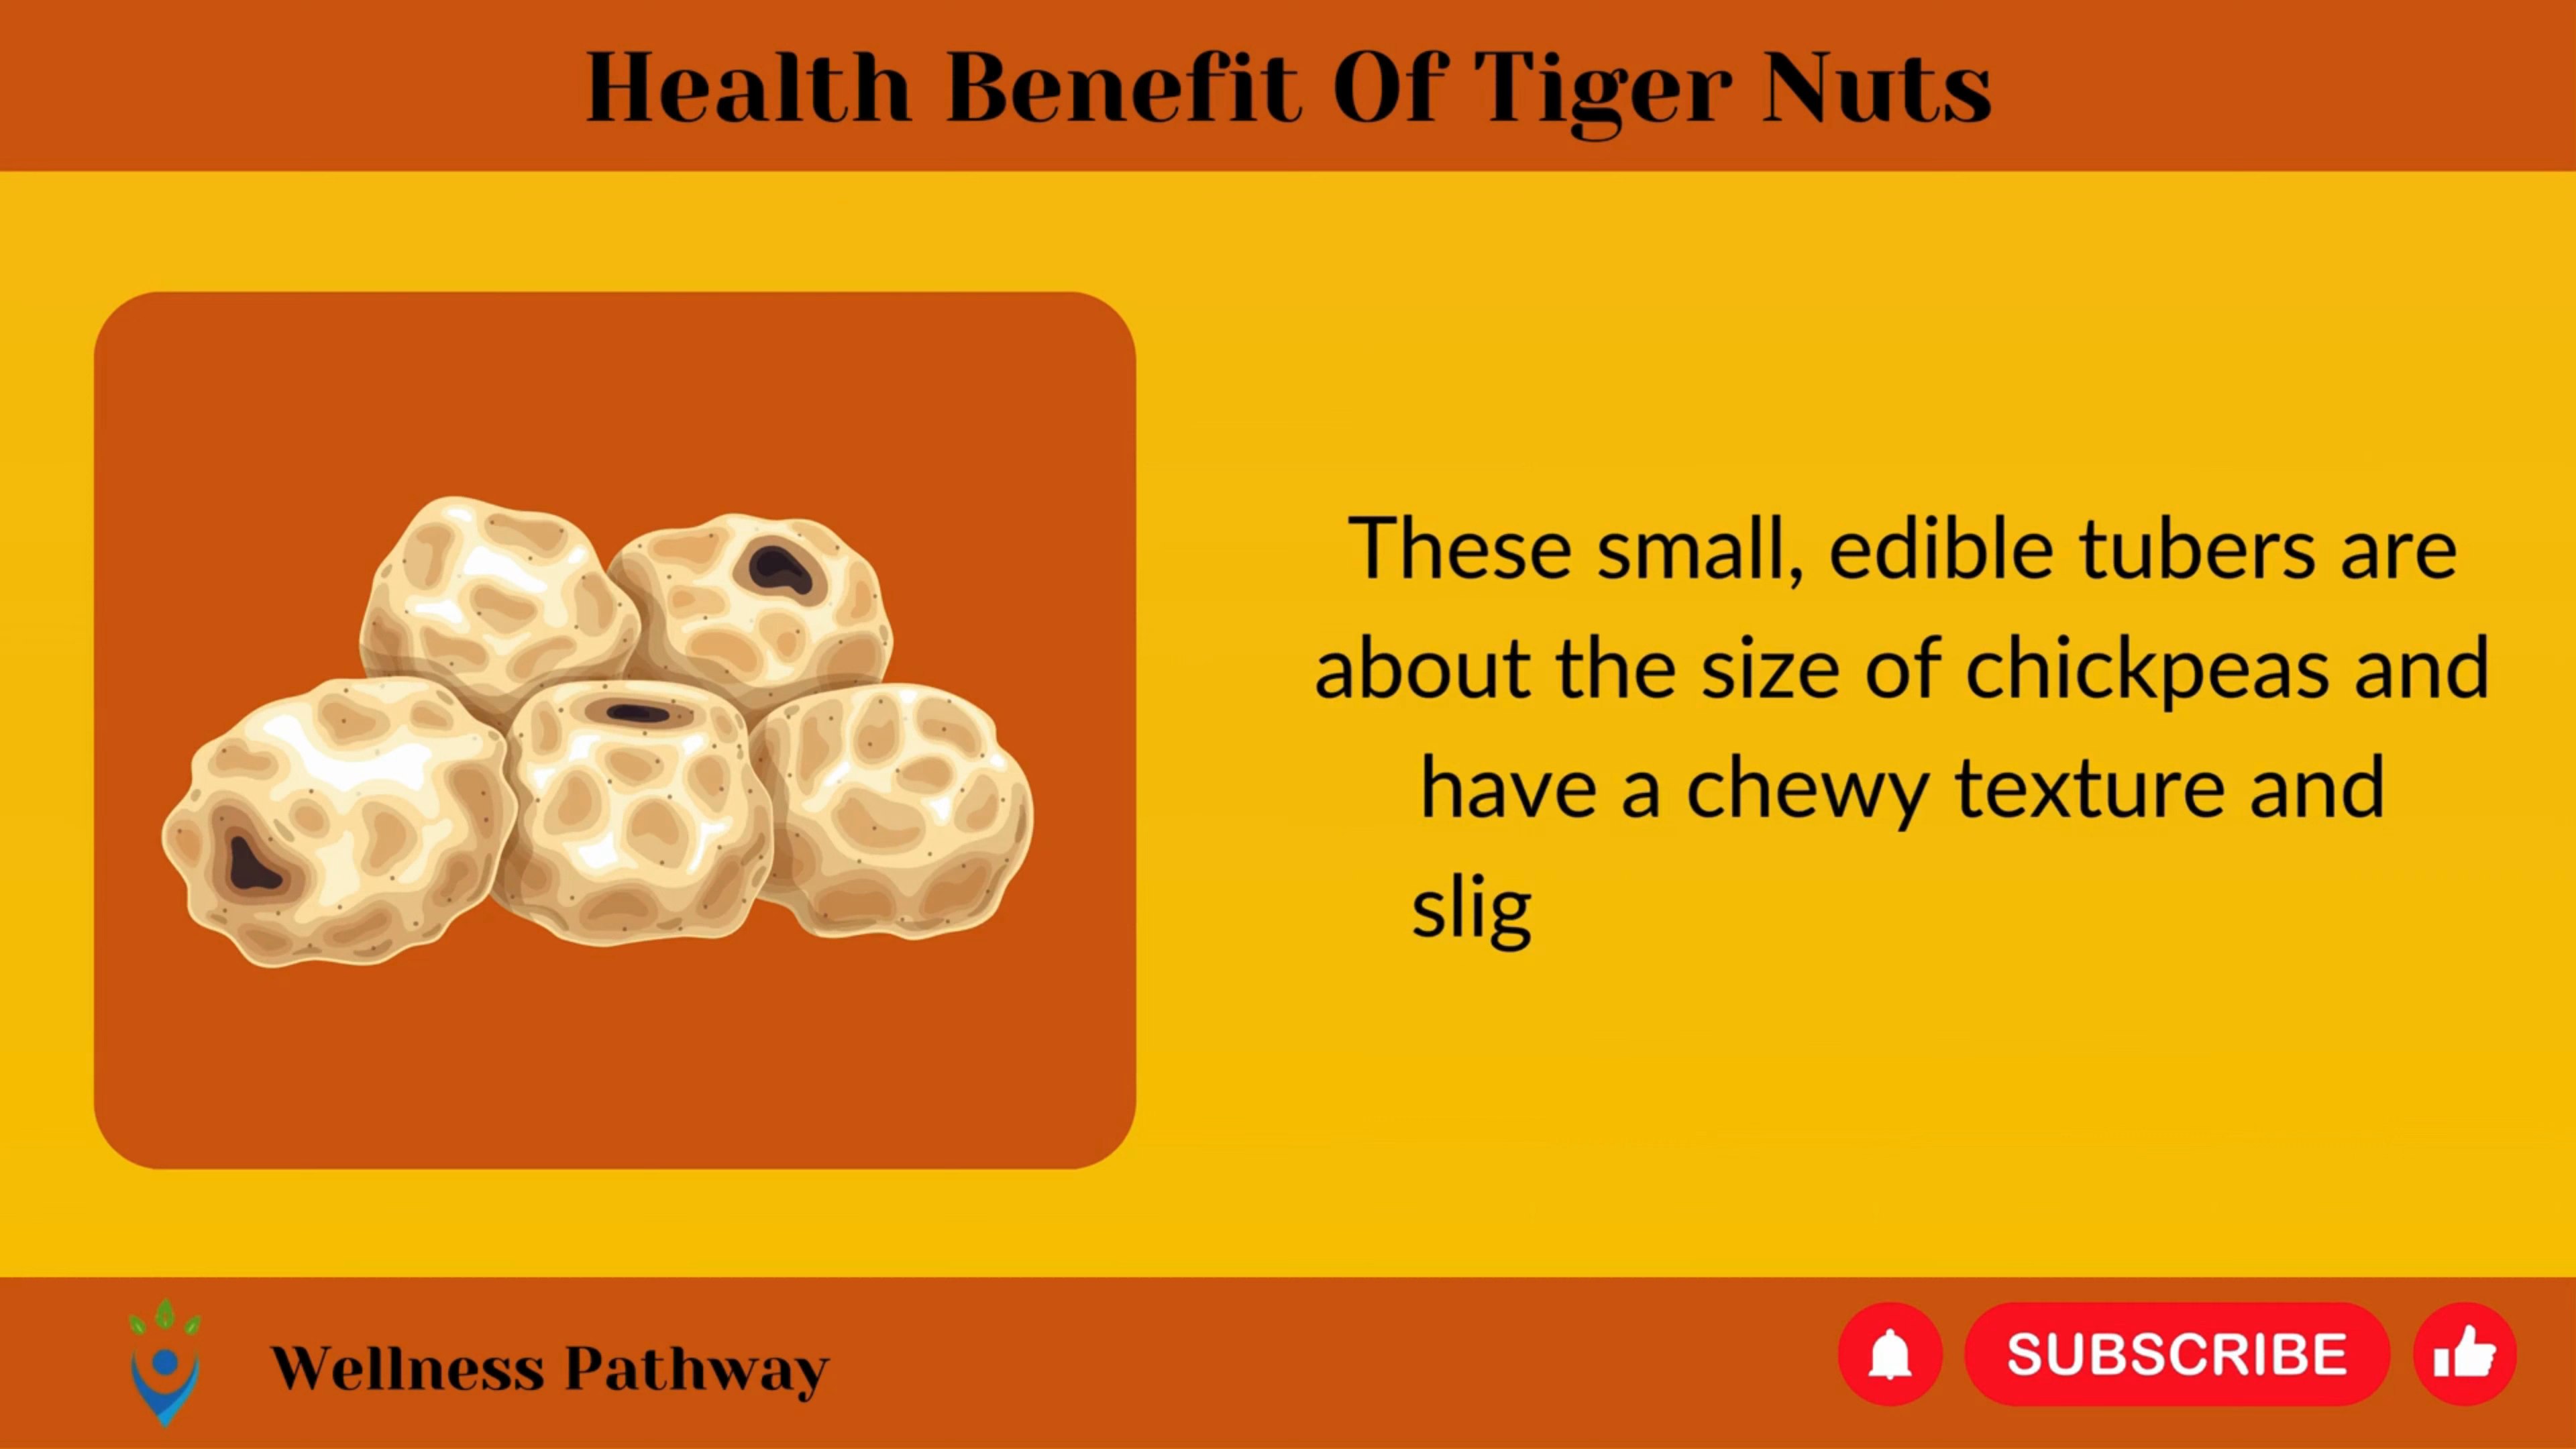 Health Benefit Of Tiger Nuts
These small, edible tubers are
about the size of chickpeas and
have a chewy texture and
slig
Wellness Pathway
SUBSCRIBE